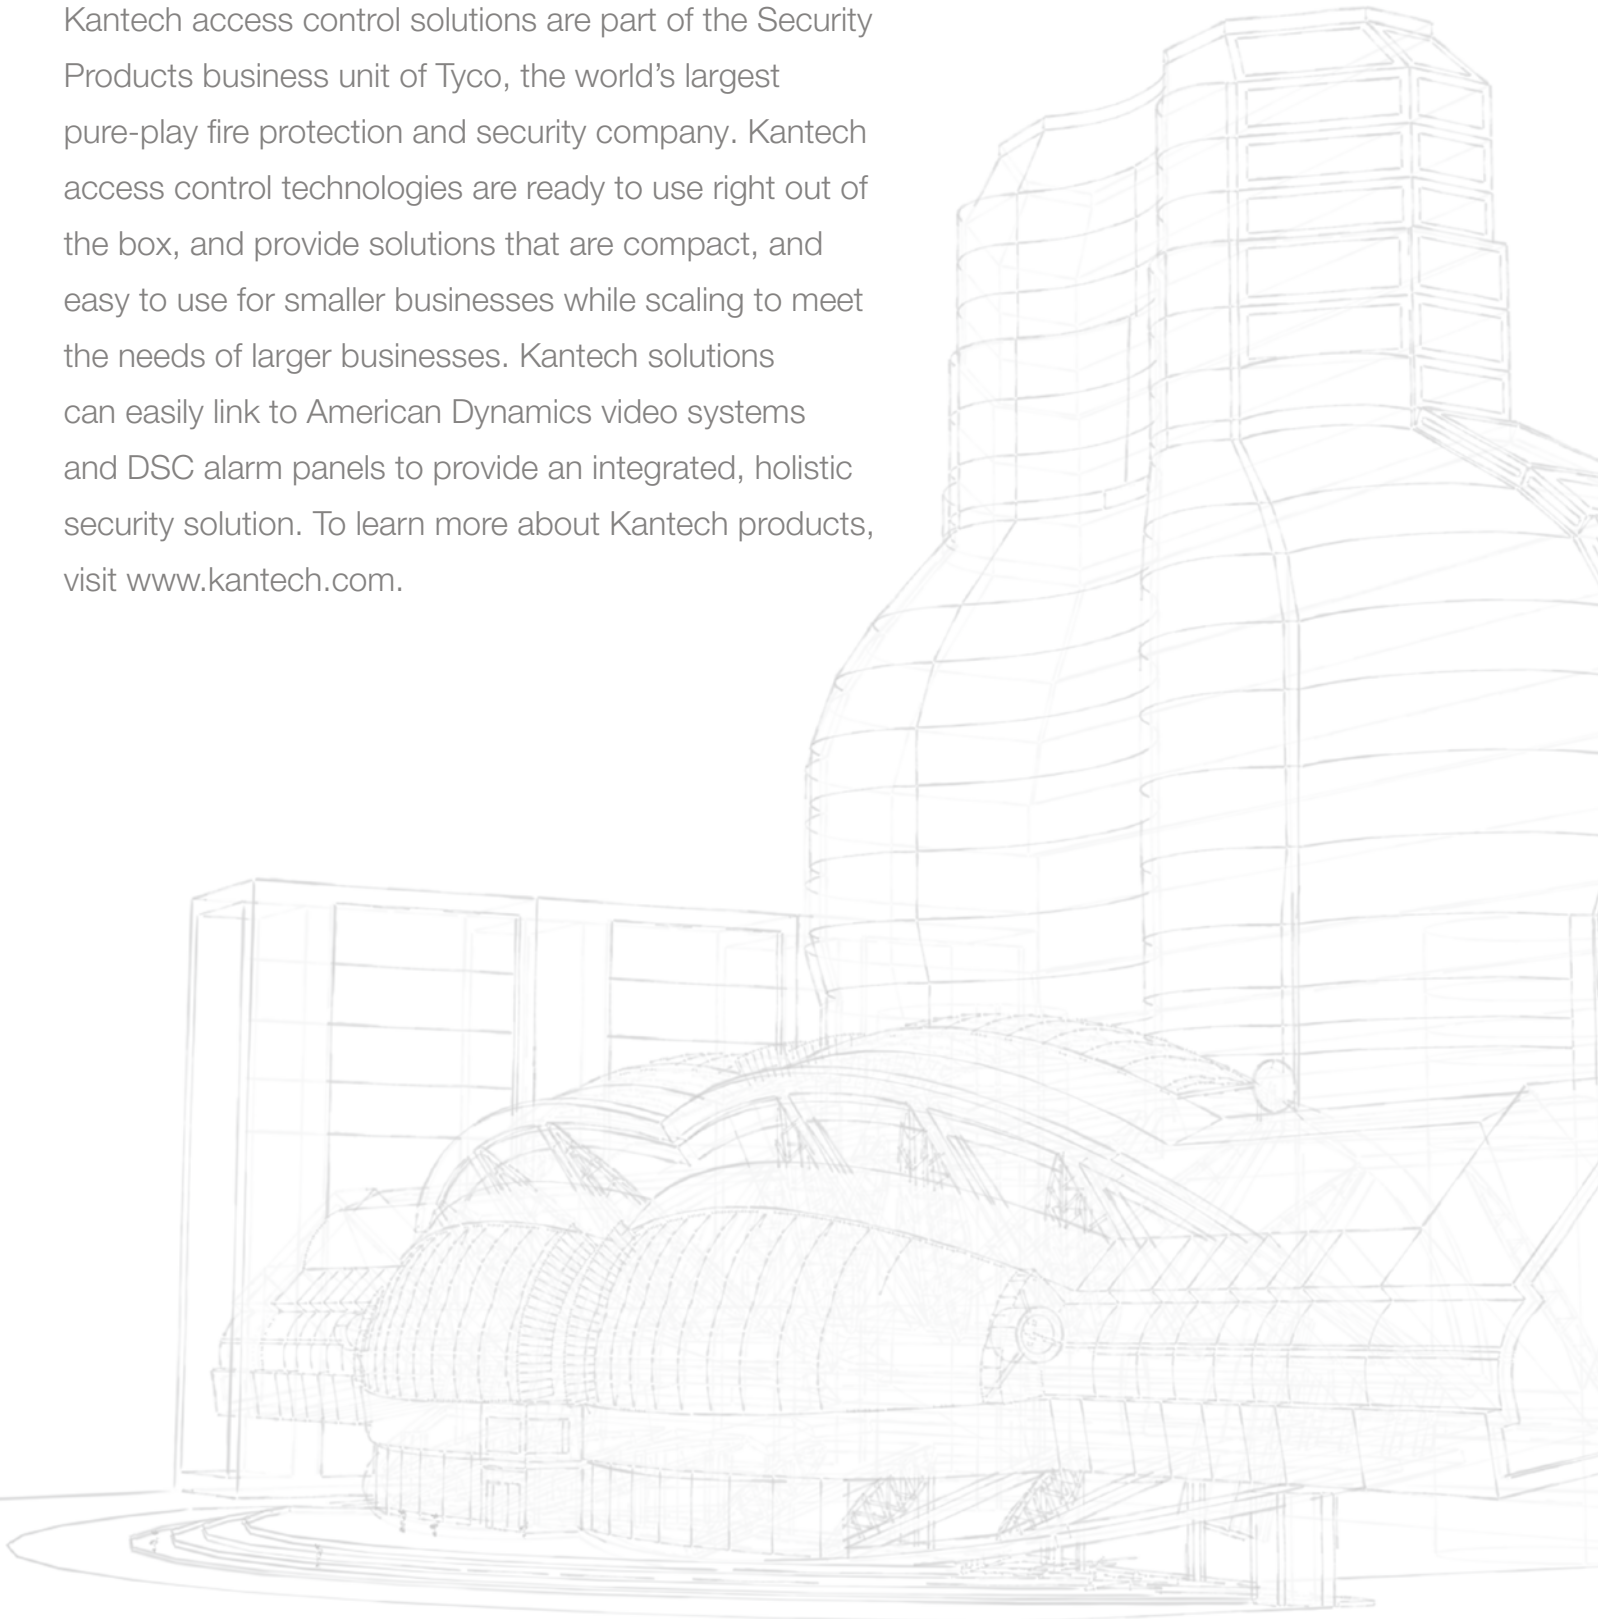 Kantech access control solutions are part of the Security
Products business unit of Tyco, the world’s largest
pure-play fire protection and security company. Kantech
access control technologies are ready to use right out of
the box, and provide solutions that are compact, and
easy to use for smaller businesses while scaling to meet
the needs of larger businesses. Kantech solutions
can easily link to American Dynamics video systems
and DSC alarm panels to provide an integrated, holistic
security solution. To learn more about Kantech products,
visit www.kantech.com.